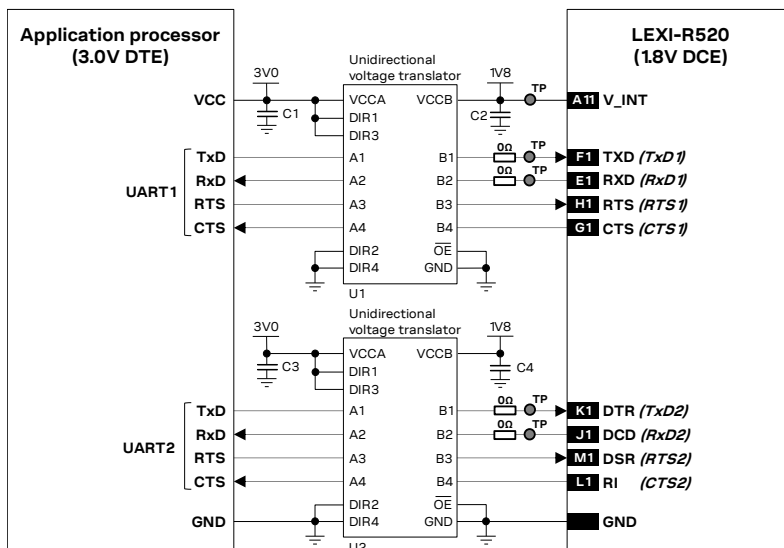 Application processor
(3.0V DTE)
LEXI-R520
(1.8V DCE)
Unidirectional
voltage translator
3V0
1V8
TP
VCC
C1
VCCA
VCCB
C2
A11 V_INT
DIR1
DIR3
0Ω
TP
TxD
A1
B1
F1 TXD (TxD1)
0Ω
TP
UART1
RxD
A2
B2
E1 RXD (RxD1)
RTS
A3
B3
H1 RTS (RTS1)
CTS
A4
B4
G1 CTS (CTS1)
DIR2
OE
DIR4
GND
U1
Unidirectional
voltage translator
3V0
1V8
C3
VCCA
VCCB
C4
DIR1
DIR3
0Ω
TP
TxD
A1
B1
K1 DTR (TxD2)
0Ω
TP
UART2
RxD
A2
B2
J1 DCD (RxD2)
RTS
A3
B3
M1 DSR (RTS2)
CTS
A4
B4
L1 RI (CTS2)
DIR2
OE
GND
DIR4
GND
GND
U2